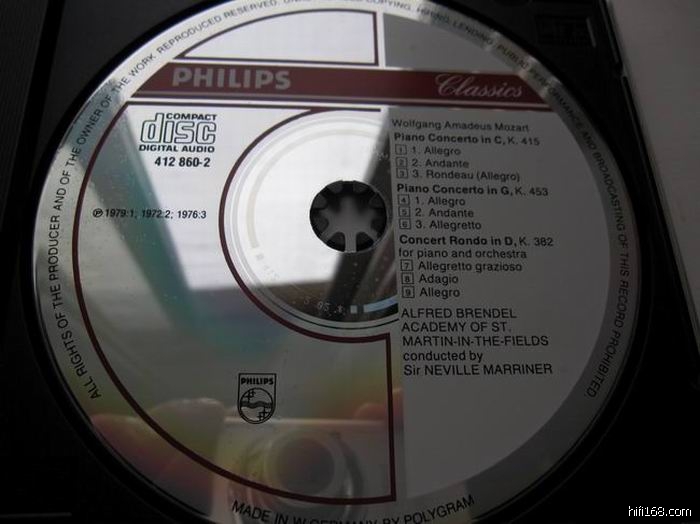 ALL RIGHTS OF THE PRODUCER AND OF THE OWNER OF THE WORK REPRODUCED RESERVED. COPYING, HIRING, LENDING, PUBLIC PERFORMANCE AND BROADCASTING OF THIS RECORD PROHIBITED.
PHILIPS Classics
COMPACT
disc
DIGITAL AUDIO
412 860-2
℗ 1979:1; 1972:2; 1976:3
Wolfgang Amadeus Mozart
Piano Concerto in C, K. 415
1 1. Allegro
2 2. Andante
3 3. Rondeau (Allegro)
Piano Concerto in G, K. 453
4 1. Allegro
5 2. Andante
6 3. Allegretto
Concert Rondo in D, K. 382
for piano and orchestra
7 Allegretto grazioso
8 Adagio
9 Allegro
ALFRED BRENDEL
ACADEMY OF ST.
MARTIN-IN-THE-FIELDS
conducted by
Sir NEVILLE MARRINER
PHILIPS
MADE IN W. GERMANY BY POLYGRAM
hifi168.com